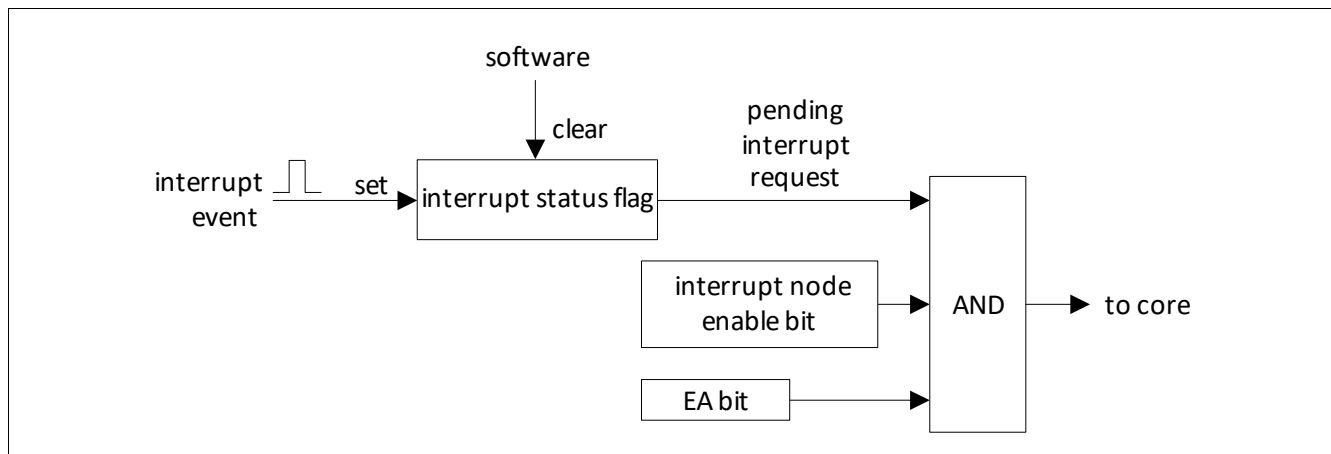 software
clear
pending
interrupt
request
interrupt
event
set
interrupt status flag
interrupt node
enable bit
AND
to core
EA bit